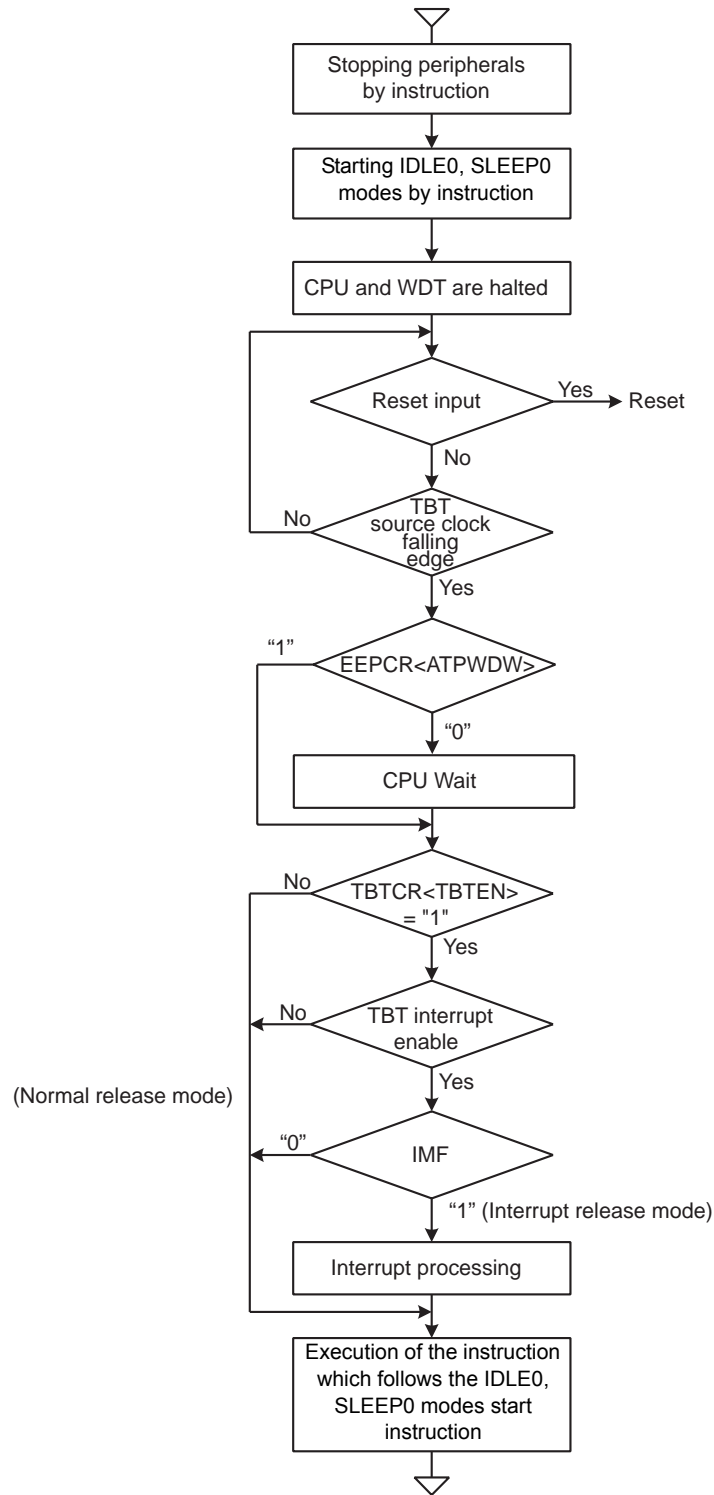 Stopping peripherals
by instruction
Starting IDLE0, SLEEP0
modes by instruction
CPU and WDT are halted
Reset input
Yes
Reset
No
TBT
source clock
falling
edge
No
Yes
EEPCR<ATPWDW>
“1”
“0”
CPU Wait
No
TBTCR<TBTEN>
= "1"
Yes
No
TBT interrupt
enable
Yes
(Normal release mode)
“0”
IMF
“1” (Interrupt release mode)
Interrupt processing
Execution of the instruction
which follows the IDLE0,
SLEEP0 modes start
instruction